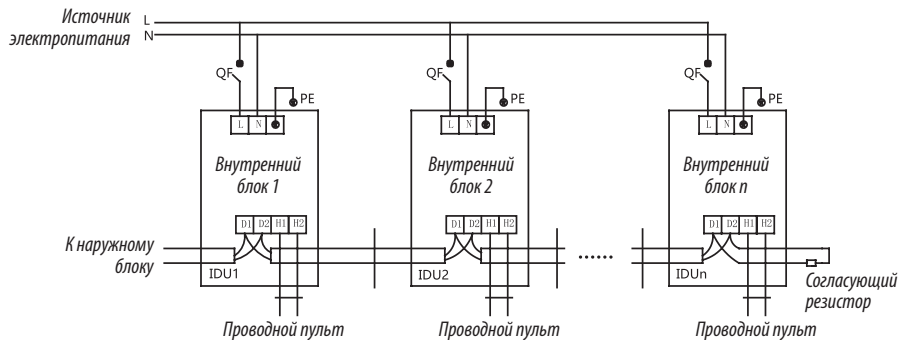 Источник
электропитания
L
N
QF
QF
QF
PE
PE
PE
L N
L N
L N
Внутренний
блок 1
Внутренний
блок 2
Внутренний
блок n
D1 D2 H1 H2
D1 D2 H1 H2
D1 D2 H1 H2
К наружному
блоку
IDU1
IDU2
......
IDUn
Согласующий
резистор
Проводной пульт
Проводной пульт
Проводной пульт